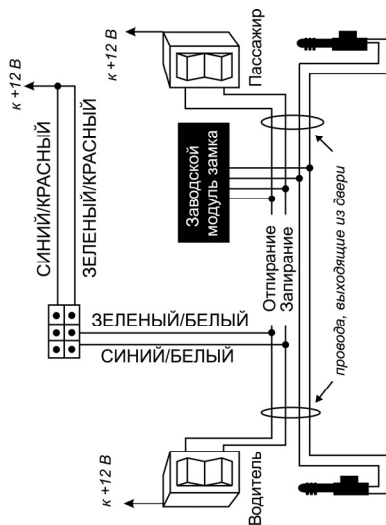 к +12 В
СИНИЙ/КРАСНЫЙ
ЗЕЛЕНЫЙ/КРАСНЫЙ
к +12 В
Пассажир
Заводской
модуль замка
ЗЕЛЕНЫЙ/БЕЛЫЙ
СИНИЙ/БЕЛЫЙ
Отпирание
Запирание
провода, выходящие из двери
к +12 В
Водитель